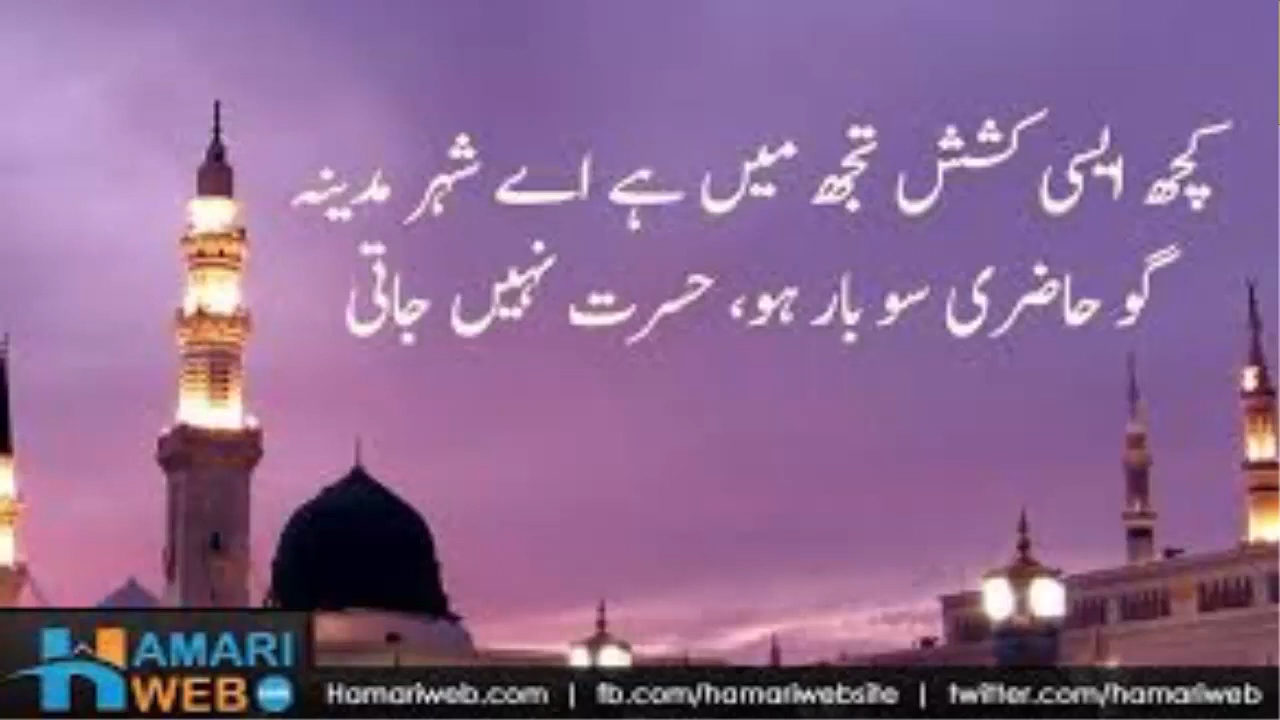 کچھ ایسی کشش تجھ میں ہے اے شہر مدینہ
گو حاضری سو بار ہو، حسرت نہیں جاتی
HAMARI
WEB .com
Hamariweb.com | fb.com/hamariwebsite | twitter.com/hamariweb